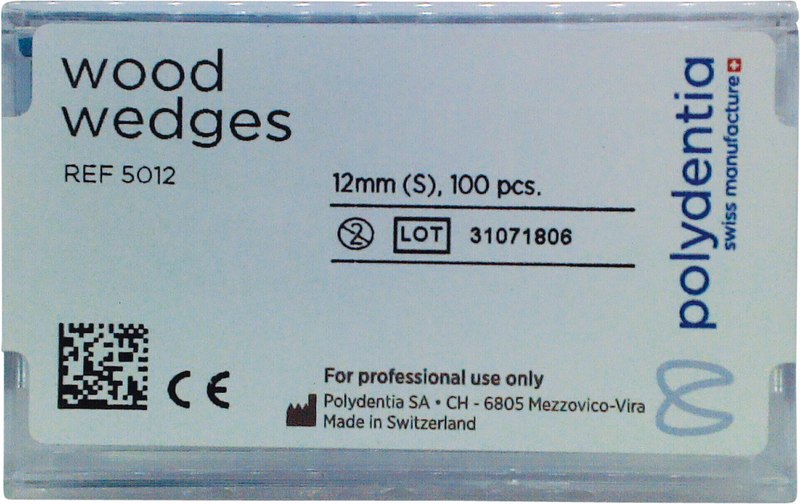 wood
wedges
REF 5012
12mm (S), 100 pcs.
2 LOT 31071806
CE
For professional use only
Polydentia SA • CH - 6805 Mezzovico-Vira
Made in Switzerland
polydentia
swiss manufacture